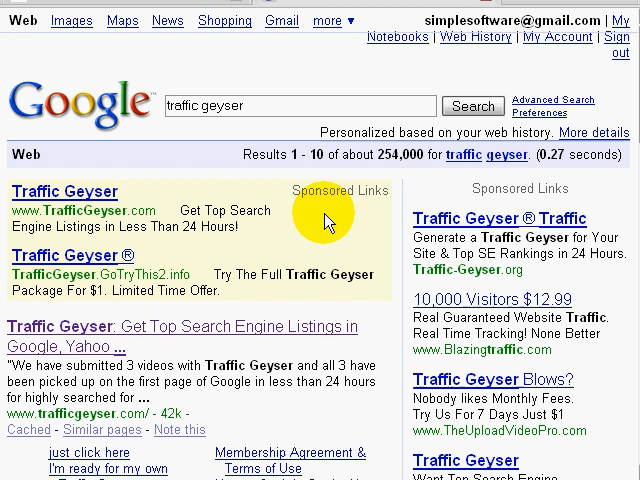 Web Images Maps News Shopping Gmail more ▼ simplesoftware@gmail.com | My
Notebooks | Web History | My Account | Sign
out
Google™ traffic geyser Search Advanced Search
Preferences
Personalized based on your web history. More details
Web Results 1 - 10 of about 254,000 for traffic geyser. (0.27 seconds)
Traffic Geyser Sponsored Links
www.TrafficGeyser.com Get Top Search
Engine Listings in Less Than 24 Hours!
Traffic Geyser ®
TrafficGeyser.GoTryThis2.info Try The Full Traffic Geyser
Package For $1. Limited Time Offer.
Traffic Geyser: Get Top Search Engine Listings in
Google, Yahoo ...
"We have submitted 3 videos with Traffic Geyser and all 3 have
been picked up on the first page of Google in less than 24 hours
for highly searched for ...
www.trafficgeyser.com/ - 42k -
Cached - Similar pages - Note this
just click here Membership Agreement &
I'm ready for my own Terms of Use
Sponsored Links
Traffic Geyser ® Traffic
Generate a Traffic Geyser for Your
Site & Top SE Rankings in 24 Hours.
Traffic-Geyser.org
10,000 Visitors $12.99
Real Guaranteed Website Traffic.
Real Time Tracking! None Better
www.Blazingtraffic.com
Traffic Geyser Blows?
Nobody likes Monthly Fees.
Try Us For 7 Days Just $1
www.TheUploadVideoPro.com
Traffic Geyser
Want Top Search Engine